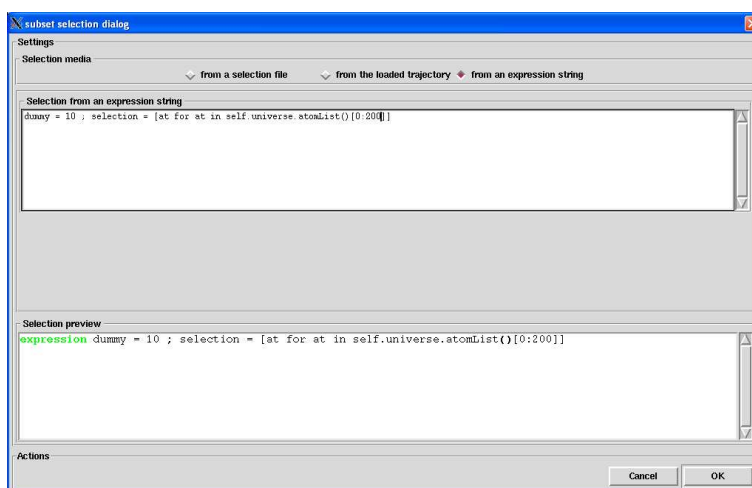 subset selection dialog
Settings
Selection media
from a selection file from the loaded trajectory from an expression string
Selection from an expression string
dummy = 10 ; selection = [at for at in self.universe.atomList()[0:200]]
Selection preview
expression dummy = 10 ; selection = [at for at in self.universe.atomList()[0:200]]
Actions
Cancel OK